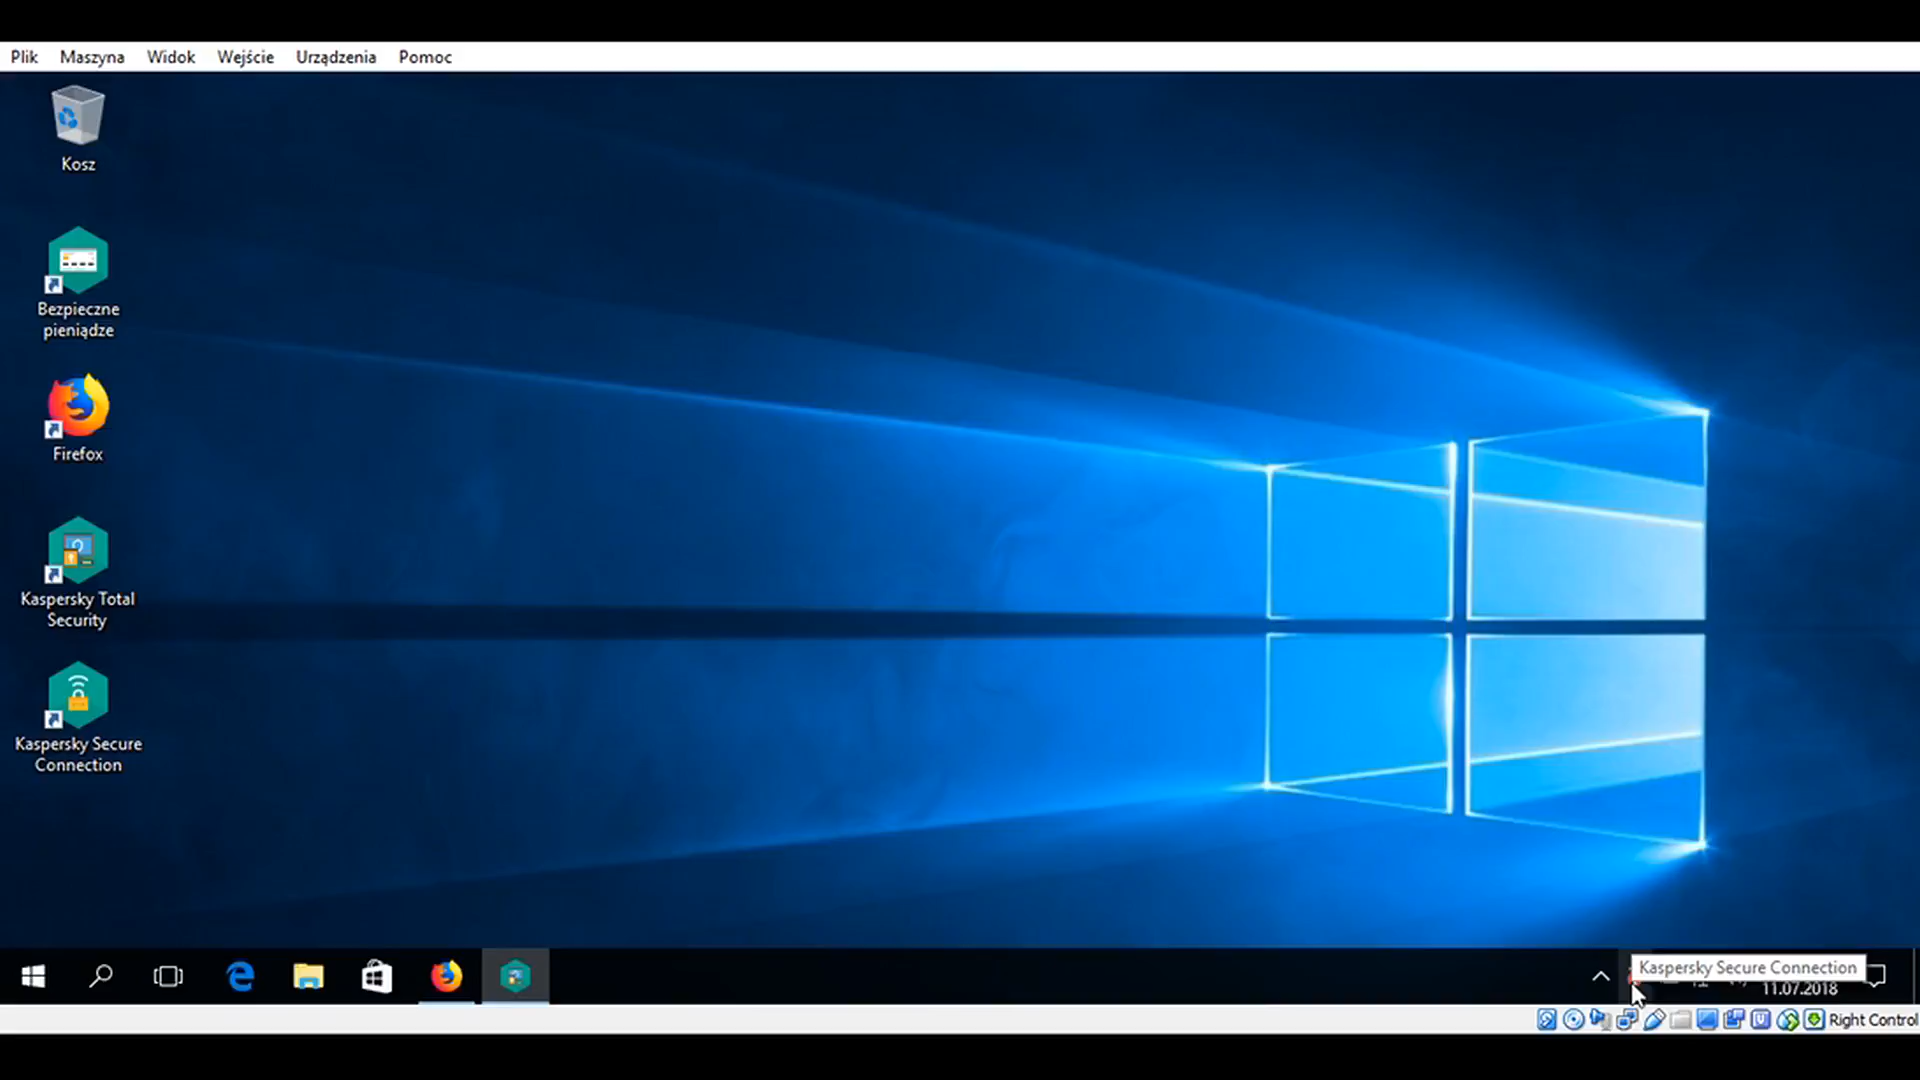 Plik Maszyna Widok Wejście Urządzenia Pomoc
Kosz
Bezpieczne
pieniądze
Firefox
Kaspersky Total
Security
Kaspersky Secure
Connection
Kaspersky Secure Connection
11.07.2018
Right Control